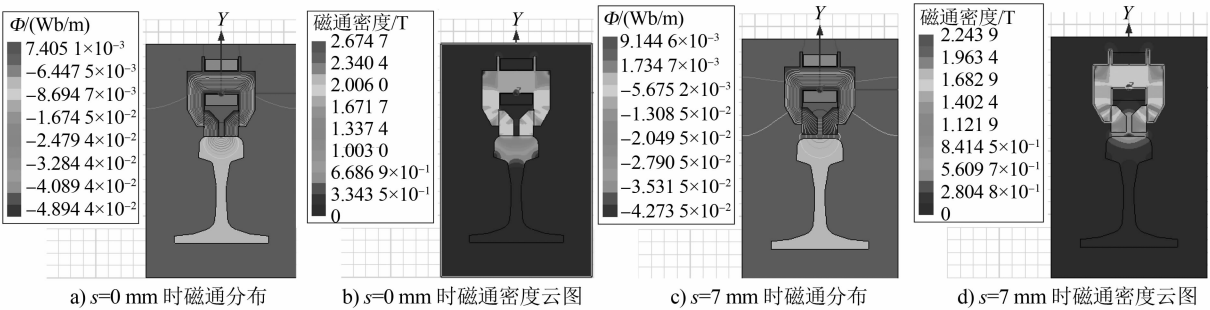 Φ/(Wb/m)
7.405 1×10⁻³
−6.447 5×10⁻³
−8.694 7×10⁻³
−1.674 5×10⁻²
−2.479 4×10⁻²
−3.284 4×10⁻²
−4.089 4×10⁻²
−4.894 4×10⁻²
Y
a) s=0 mm 时磁通分布
磁通密度/T
2.674 7
2.340 4
2.006 0
1.671 7
1.337 4
1.003 0
6.686 9×10⁻¹
3.343 5×10⁻¹
0
Y
b) s=0 mm 时磁通密度云图
Φ/(Wb/m)
9.144 6×10⁻³
1.734 7×10⁻³
−5.675 2×10⁻³
−1.308 5×10⁻²
−2.049 5×10⁻²
−2.790 5×10⁻²
−3.531 5×10⁻²
−4.273 5×10⁻²
Y
c) s=7 mm 时磁通分布
磁通密度/T
2.243 9
1.963 4
1.682 9
1.402 4
1.121 9
8.414 5×10⁻¹
5.609 7×10⁻¹
2.804 8×10⁻¹
0
Y
d) s=7 mm 时磁通密度云图